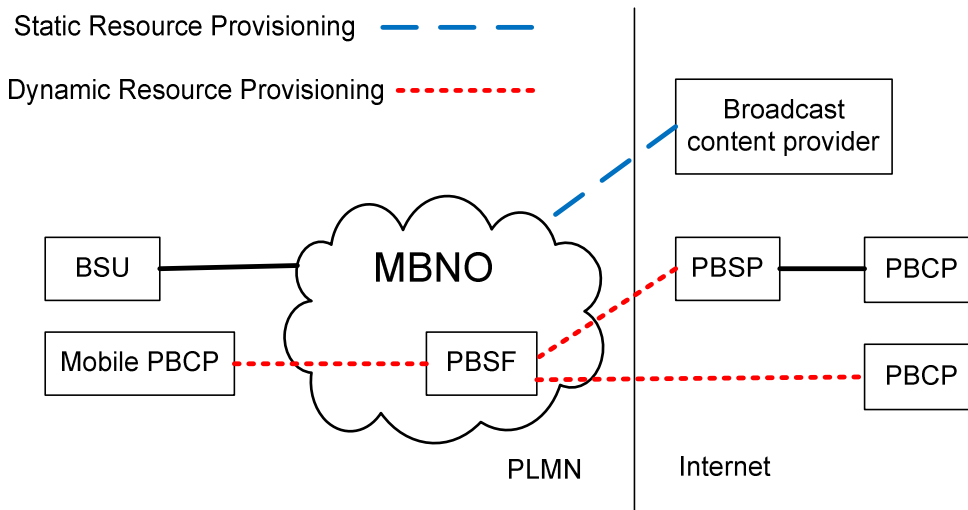 Static Resource Provisioning
Dynamic Resource Provisioning
Broadcast
content provider
BSU
MBNO
PBSP
PBCP
Mobile PBCP
PBSF
PBCP
PLMN
Internet